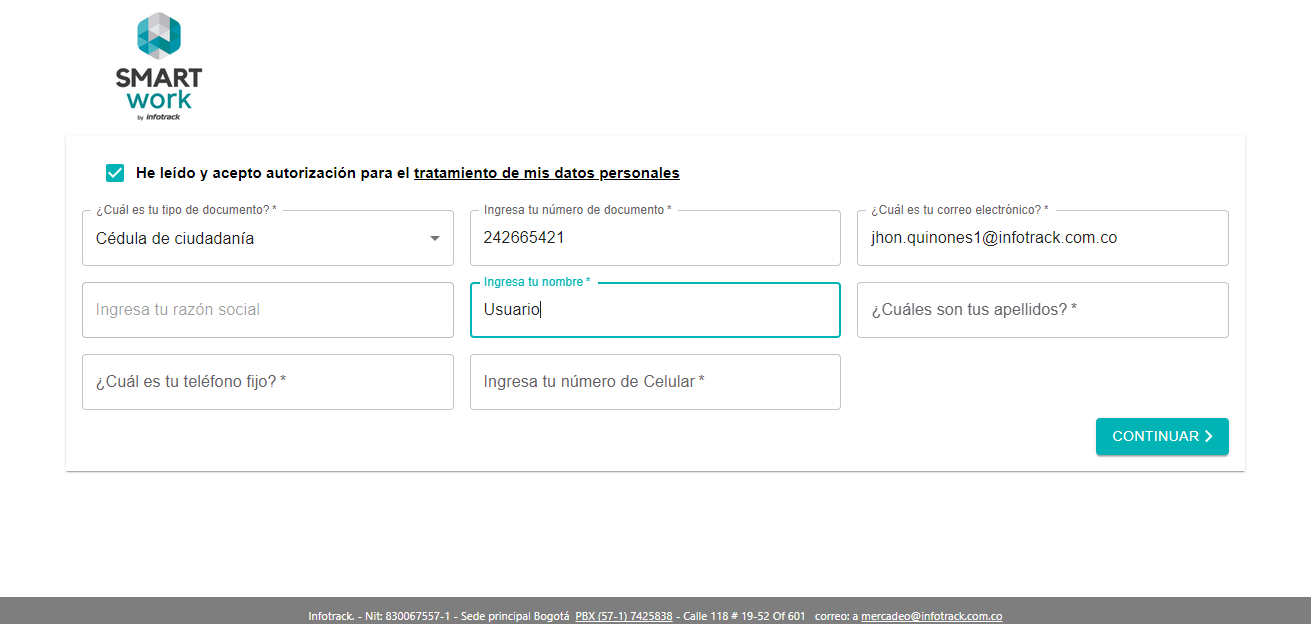 SMART
work
by infotrack
He leído y acepto autorización para el tratamiento de mis datos personales
¿Cuál es tu tipo de documento? * Ingresa tu número de documento * ¿Cuál es tu correo electrónico? *
Cédula de ciudadanía 242665421 jhon.quinones1@infotrack.com.co
Ingresa tu nombre *
Ingresa tu razón social Usuario ¿Cuáles son tus apellidos? *
¿Cuál es tu teléfono fijo? * Ingresa tu número de Celular *
CONTINUAR
Infotrack. - Nit: 830067557-1 - Sede principal Bogotá PBX (57-1) 7425838 - Calle 118 # 19-52 Of 601 correo: a mercadeo@infotrack.com.co